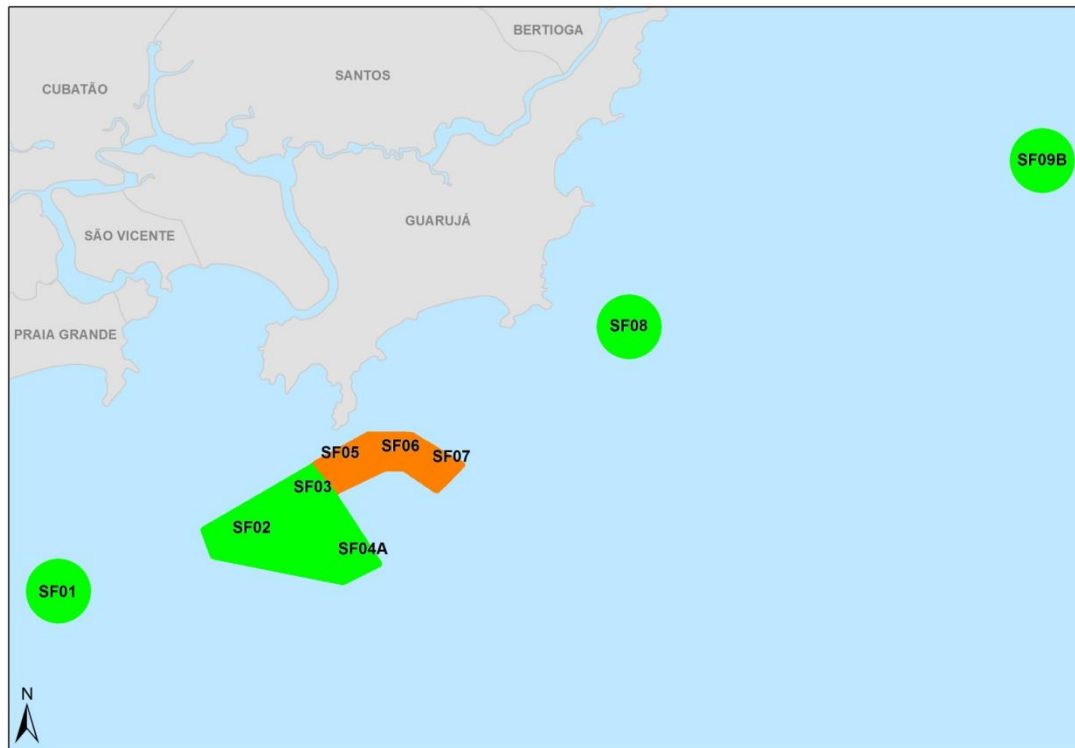 BERTIOGA
SANTOS
CUBATÃO
SF09B
GUARUJÁ
SÃO VICENTE
SF08
PRAIA GRANDE
SF05
SF06
SF07
SF03
SF02
SF04A
SF01
N